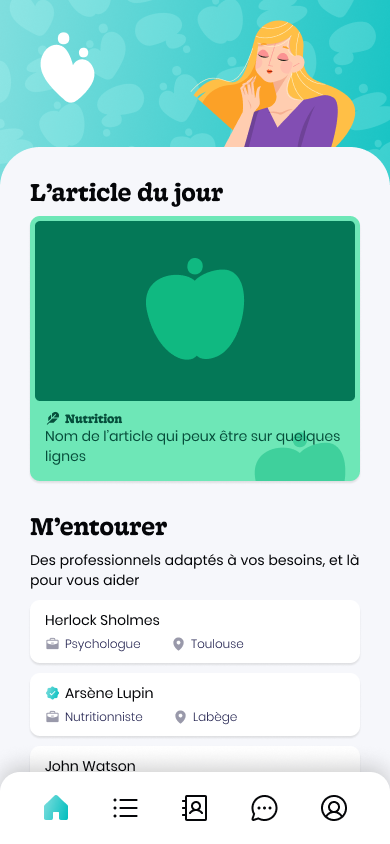 L'article du jour
Nutrition
Nom de l'article qui peux être sur quelques
lignes
M'entourer
Des professionnels adaptés à vos besoins, et là
pour vous aider
Herlock Sholmes
Psychologue Toulouse
Arsène Lupin
Nutritionniste Labège
John Watson